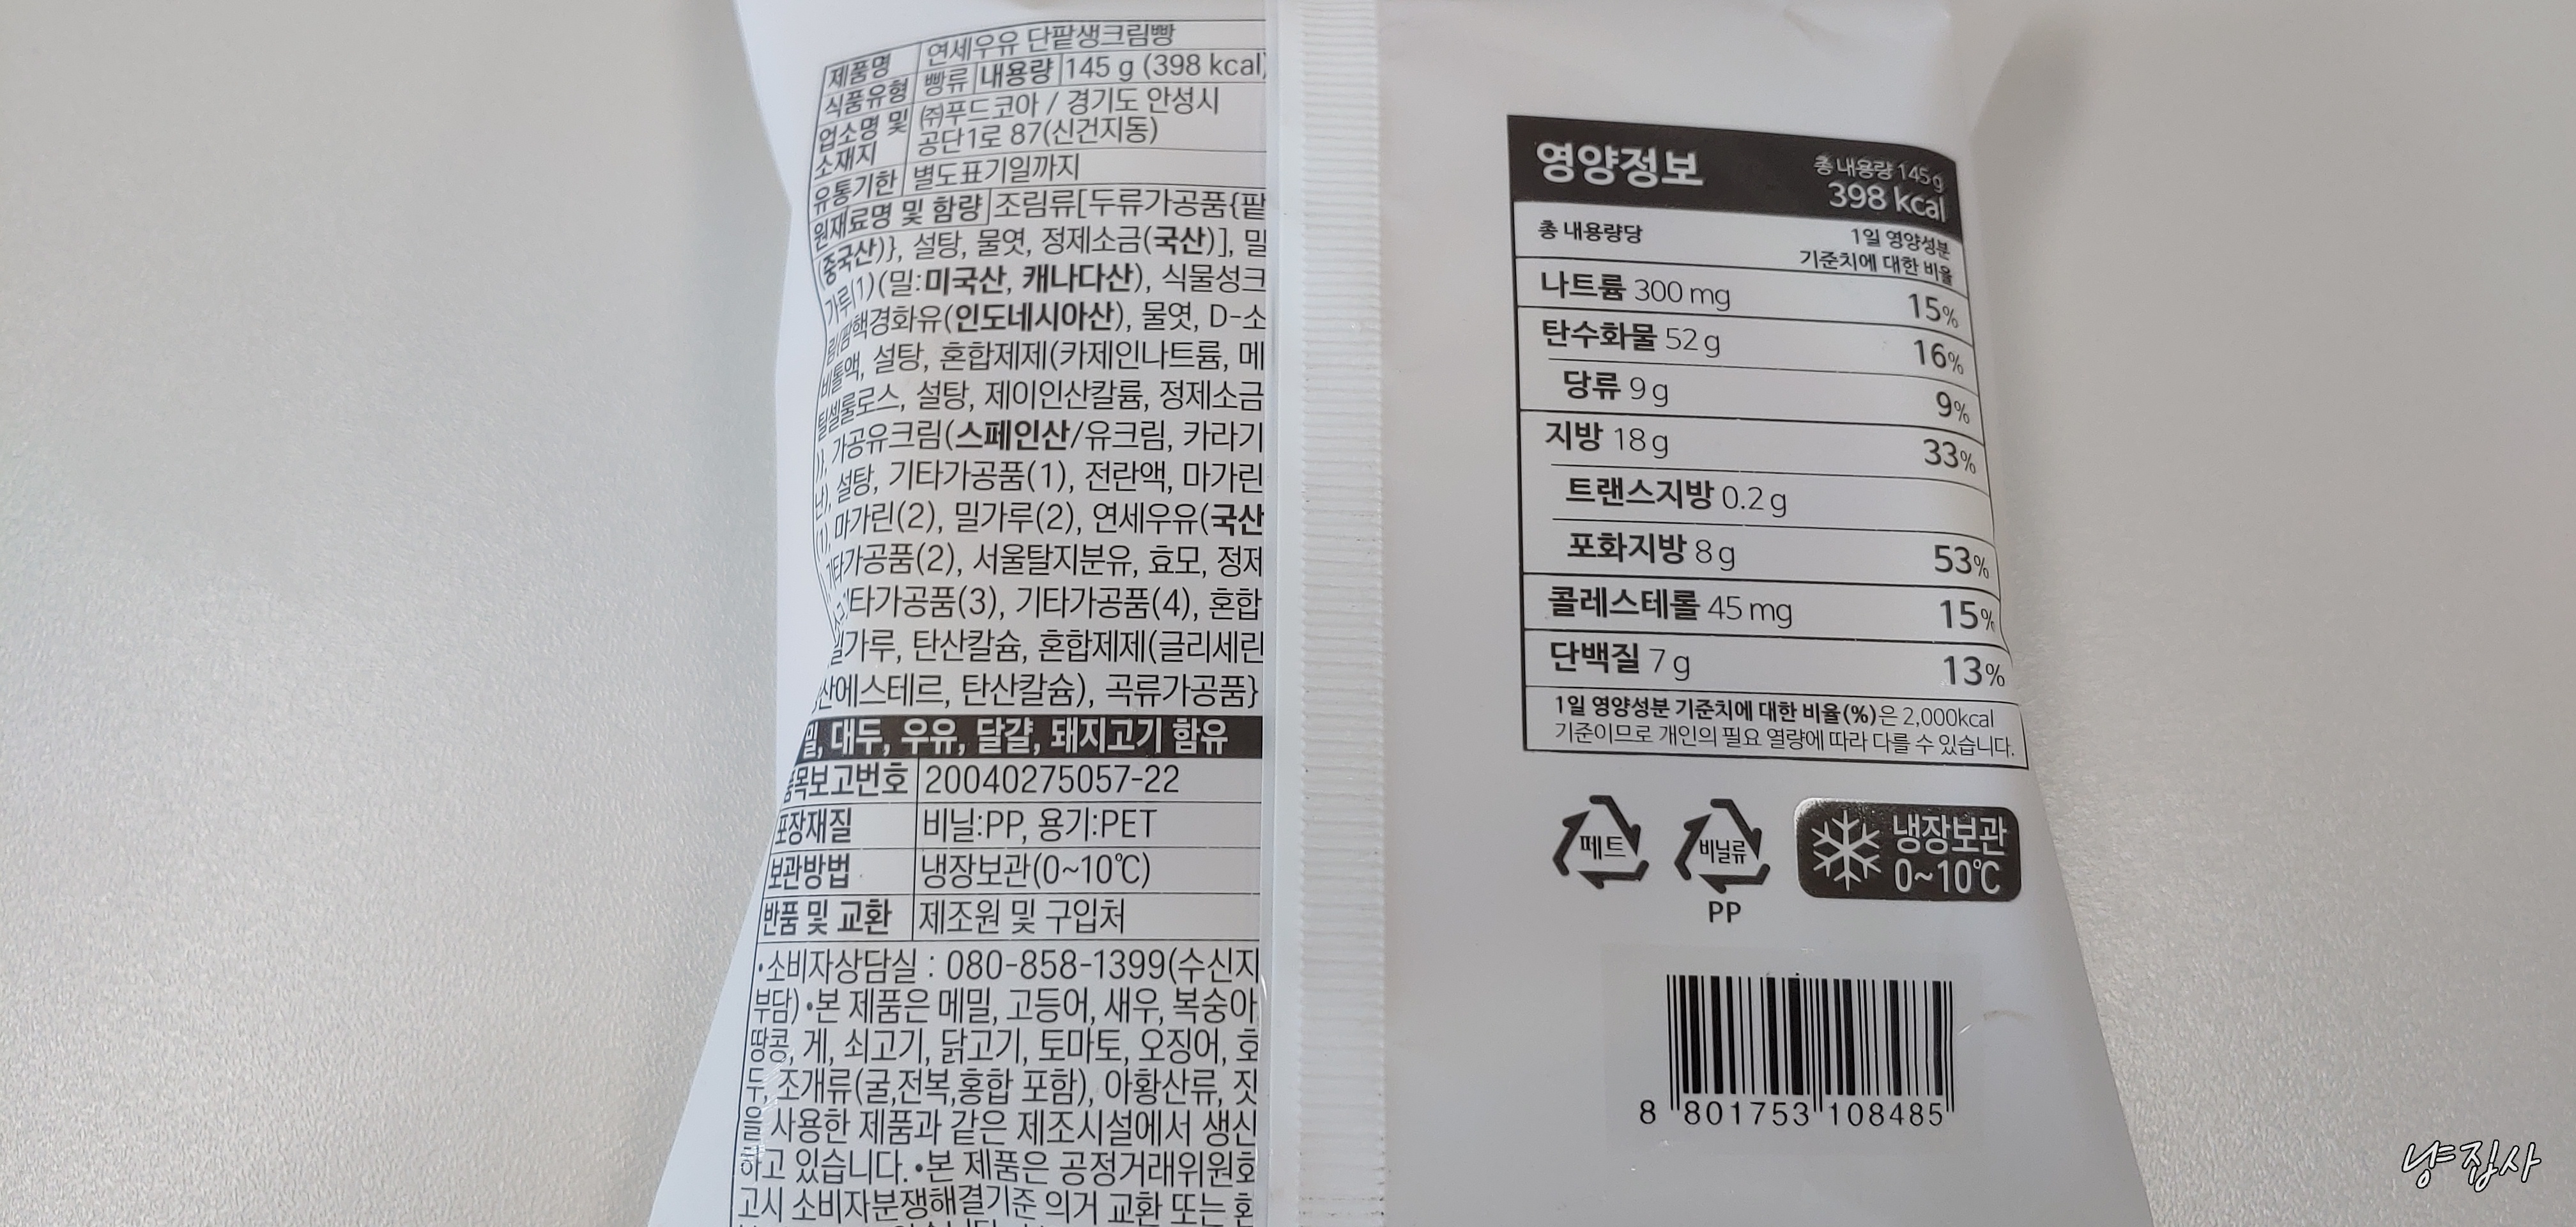 제품명 연세우유 단팥생크림빵
식품유형 빵류 내용량 145 g (398 kcal)
업소명 및 소재지 ㈜푸드코아 / 경기도 안성시
공단1로 87(신건지동)
유통기한 별도표기일까지
원재료명 및 함량 조림류[두류가공품{팥
(중국산)}, 설탕, 물엿, 정제소금(국산)], 밀
가루(1)(밀:미국산, 캐나다산), 식물성크
림{팜핵경화유(인도네시아산), 물엿, D-소
비톨액, 설탕, 혼합제제(카제인나트륨, 메
틸셀룰로스, 설탕, 제이인산칼륨, 정제소금
)}, 가공유크림(스페인산/유크림, 카라기
난), 설탕, 기타가공품(1), 전란액, 마가린
(1), 마가린(2), 밀가루(2), 연세우유(국산
기타가공품(2), 서울탈지분유, 효모, 정제
기타가공품(3), 기타가공품(4), 혼합
밀가루, 탄산칼슘, 혼합제제(글리세린
산에스테르, 탄산칼슘), 곡류가공품}
밀, 대두, 우유, 달걀, 돼지고기 함유
품목보고번호 20040275057-22
포장재질 비닐:PP, 용기:PET
보관방법 냉장보관(0~10℃)
반품 및 교환 제조원 및 구입처
•소비자상담실 : 080-858-1399(수신자
부담) •본 제품은 메밀, 고등어, 새우, 복숭아,
땅콩, 게, 쇠고기, 닭고기, 토마토, 오징어, 호
두, 조개류(굴,전복,홍합 포함), 아황산류, 잣
을 사용한 제품과 같은 제조시설에서 생산
하고 있습니다. •본 제품은 공정거래위원회
고시 소비자분쟁해결기준 의거 교환 또는 환
영양정보
총 내용량 145g
398 kcal
총 내용량당
1일 영양성분
기준치에 대한 비율
나트륨 300 mg 15%
탄수화물 52 g 16%
당류 9 g 9%
지방 18 g 33%
트랜스지방 0.2 g
포화지방 8 g 53%
콜레스테롤 45 mg 15%
단백질 7 g 13%
1일 영양성분 기준치에 대한 비율(%)은 2,000kcal
기준이므로 개인의 필요 열량에 따라 다를 수 있습니다.
페트
비닐류
PP
냉장보관
0~10℃
8 801753 108485
냥집사